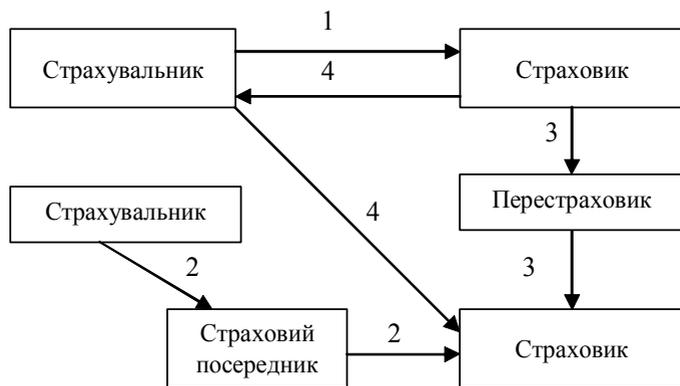 1
Страхувальник
4
Страховик
3
Перестраховик
Страхувальник
4
2
3
Страховий
посередник
2
Страховик